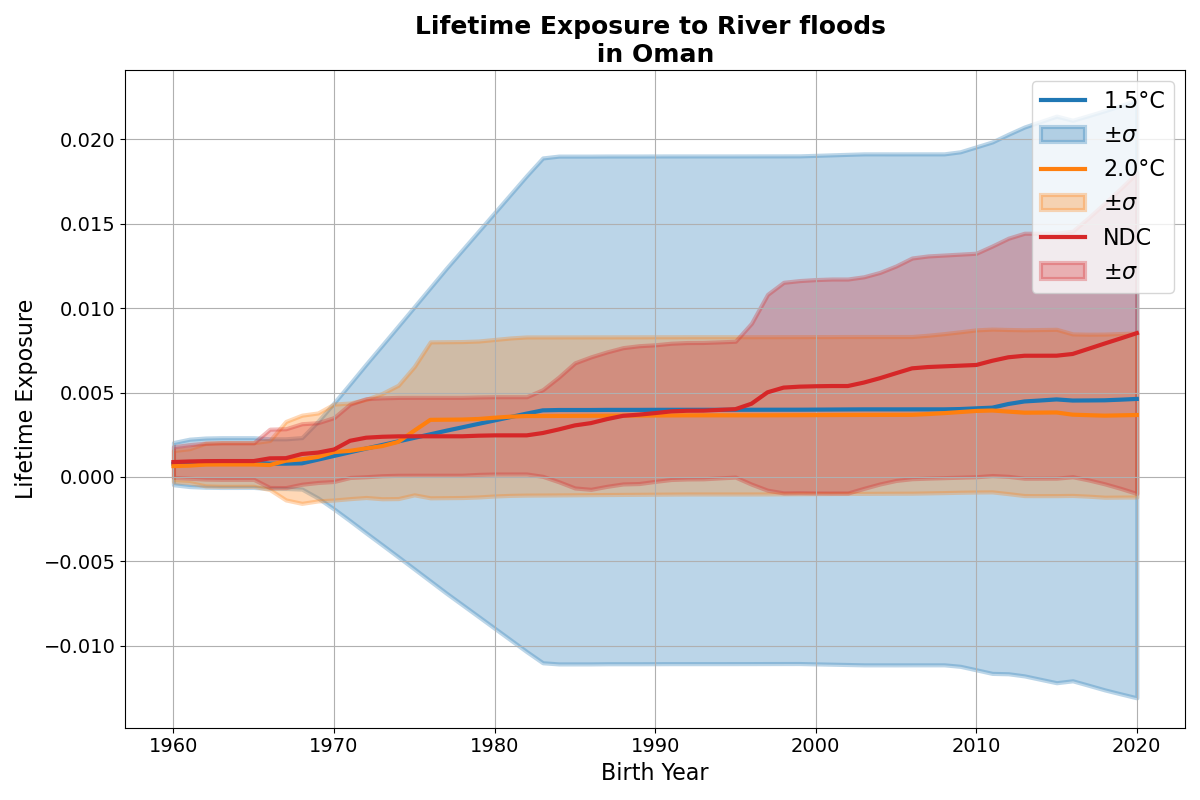 Lifetime Exposure to River floods
in Oman
Lifetime Exposure
0.020
0.015
0.010
0.005
0.000
−0.005
−0.010
1.5°C
±σ
2.0°C
±σ
NDC
±σ
1960 1970 1980 1990 2000 2010 2020
Birth Year